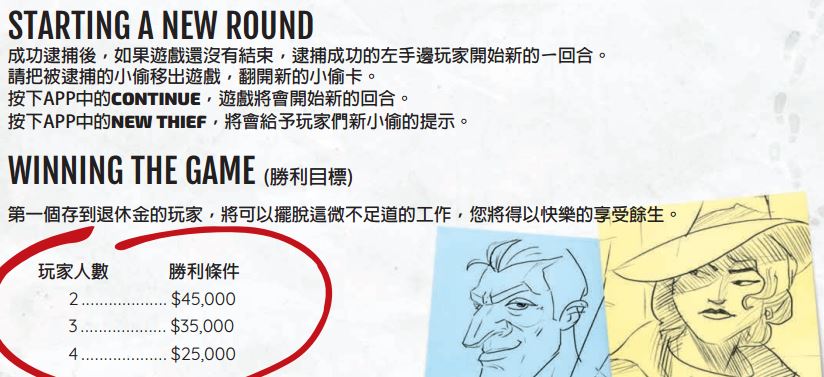 STARTING A NEW ROUND
成功逮捕後，如果遊戲還沒有結束，逮捕成功的左手邊玩家開始新的一回合。
請把被逮捕的小偷移出遊戲，翻開新的小偷卡。
按下APP中的CONTINUE，遊戲將會開始新的回合。
按下APP中的NEW THIEF，將會給予玩家們新小偷的提示。
WINNING THE GAME (勝利目標)
第一個存到退休金的玩家，將可以擺脫這微不足道的工作，您將得以快樂的享受餘生。
玩家人數 勝利條件
2................... $45,000
3................... $35,000
4................... $25,000